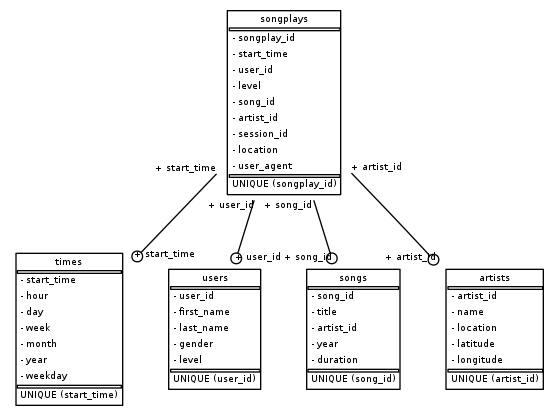 songplays
- songplay_id
- start_time
- user_id
- level
- song_id
- artist_id
- session_id
- location
- user_agent
UNIQUE (songplay_id)
+ start_time
+ artist_id
+ user_id
+ song_id
+ start_time
+ user_id
+ song_id
+ artist_id
times
- start_time
- hour
- day
- week
- month
- year
- weekday
UNIQUE (start_time)
users
- user_id
- first_name
- last_name
- gender
- level
UNIQUE (user_id)
songs
- song_id
- title
- artist_id
- year
- duration
UNIQUE (song_id)
artists
- artist_id
- name
- location
- latitude
- longitude
UNIQUE (artist_id)